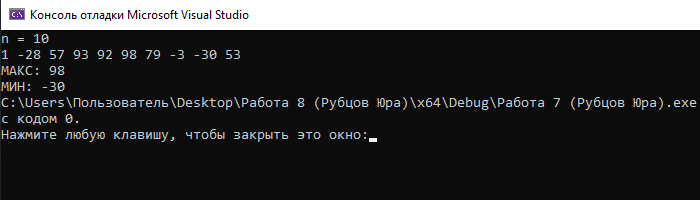 Консоль отладки Microsoft Visual Studio
n = 10
1 -28 57 93 92 98 79 -3 -30 53
МАКС: 98
МИН: -30
C:\Users\Пользователь\Desktop\Работа 8 (Рубцов Юра)\x64\Debug\Работа 7 (Рубцов Юра).exe
с кодом 0.
Нажмите любую клавишу, чтобы закрыть это окно: